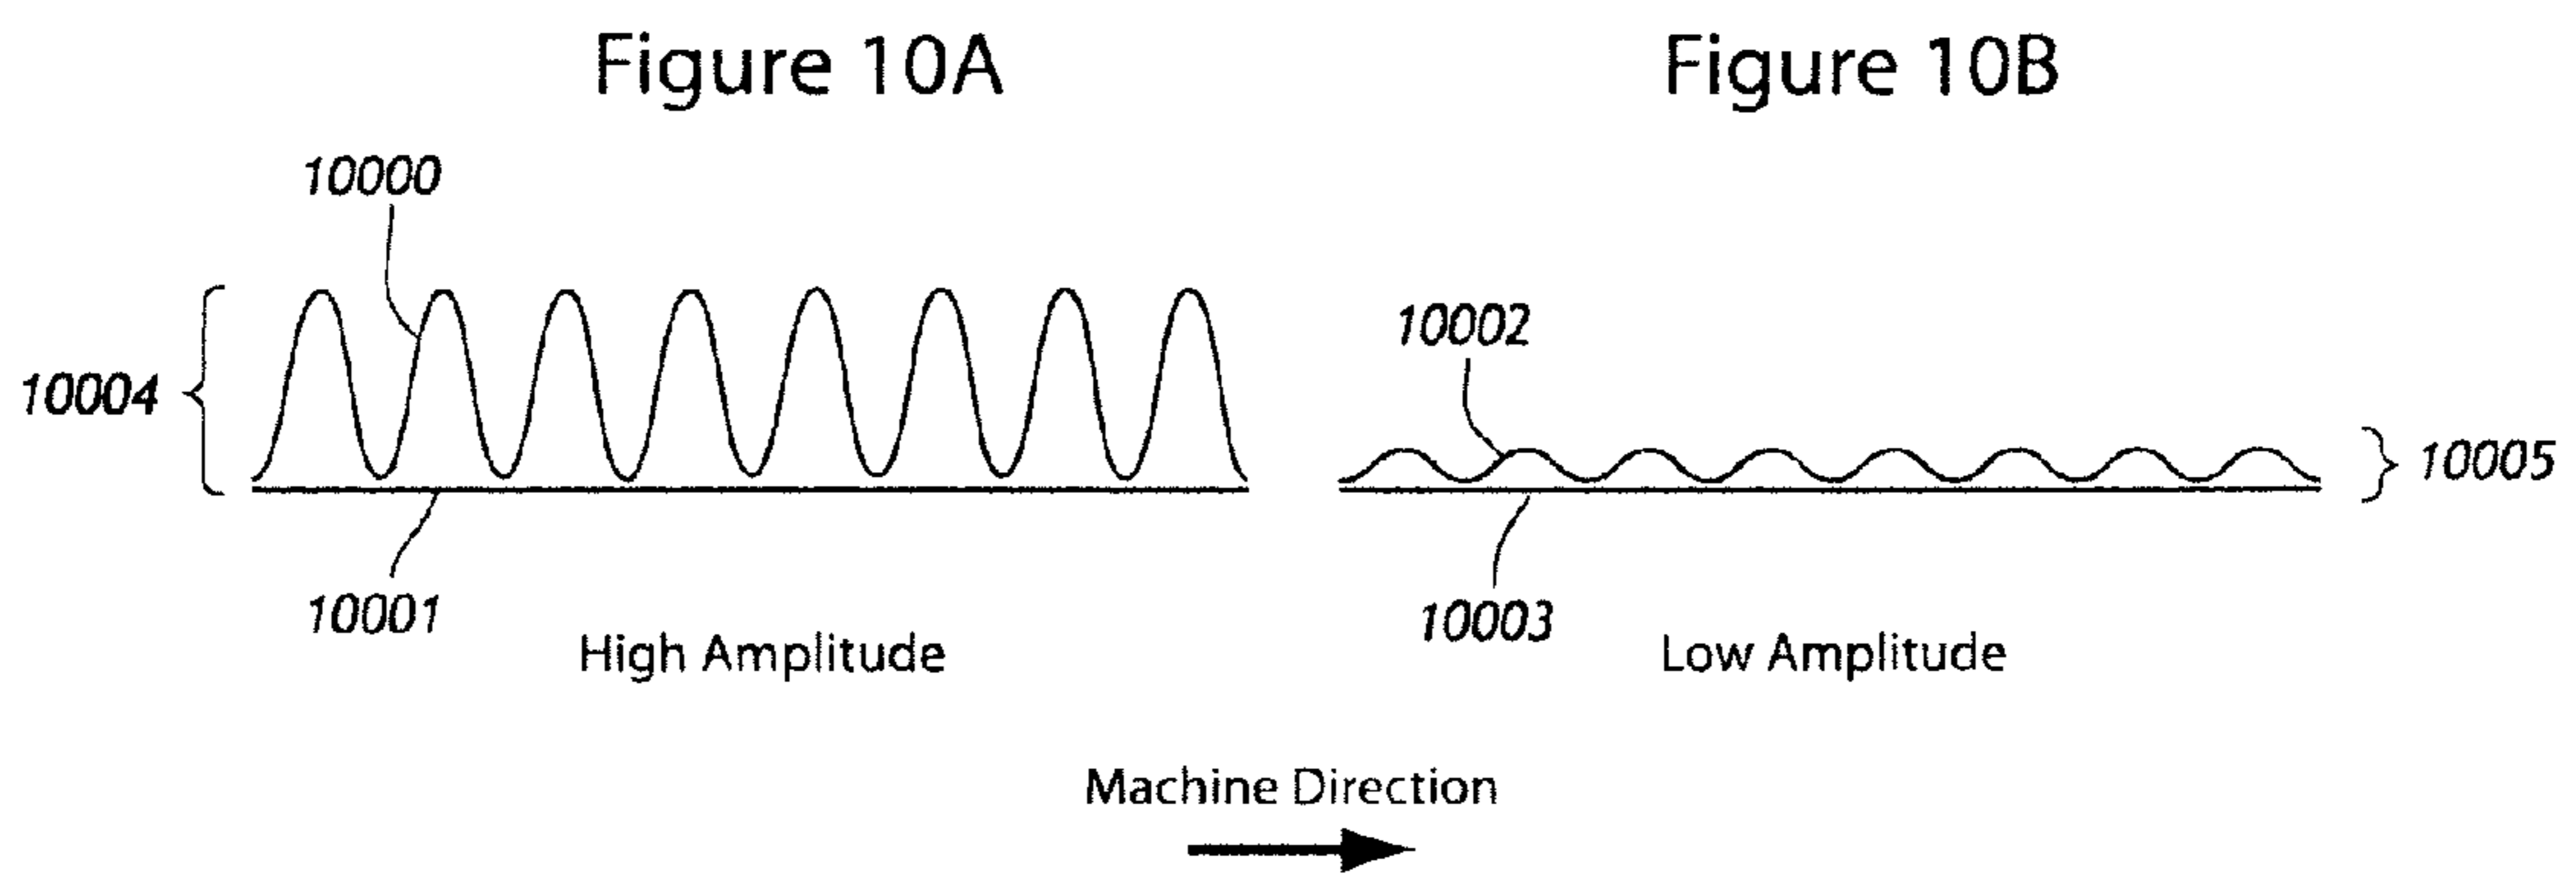 Figure 10A
Figure 10B
10000
10002
10004
10005
10001
10003
High Amplitude
Low Amplitude
Machine Direction